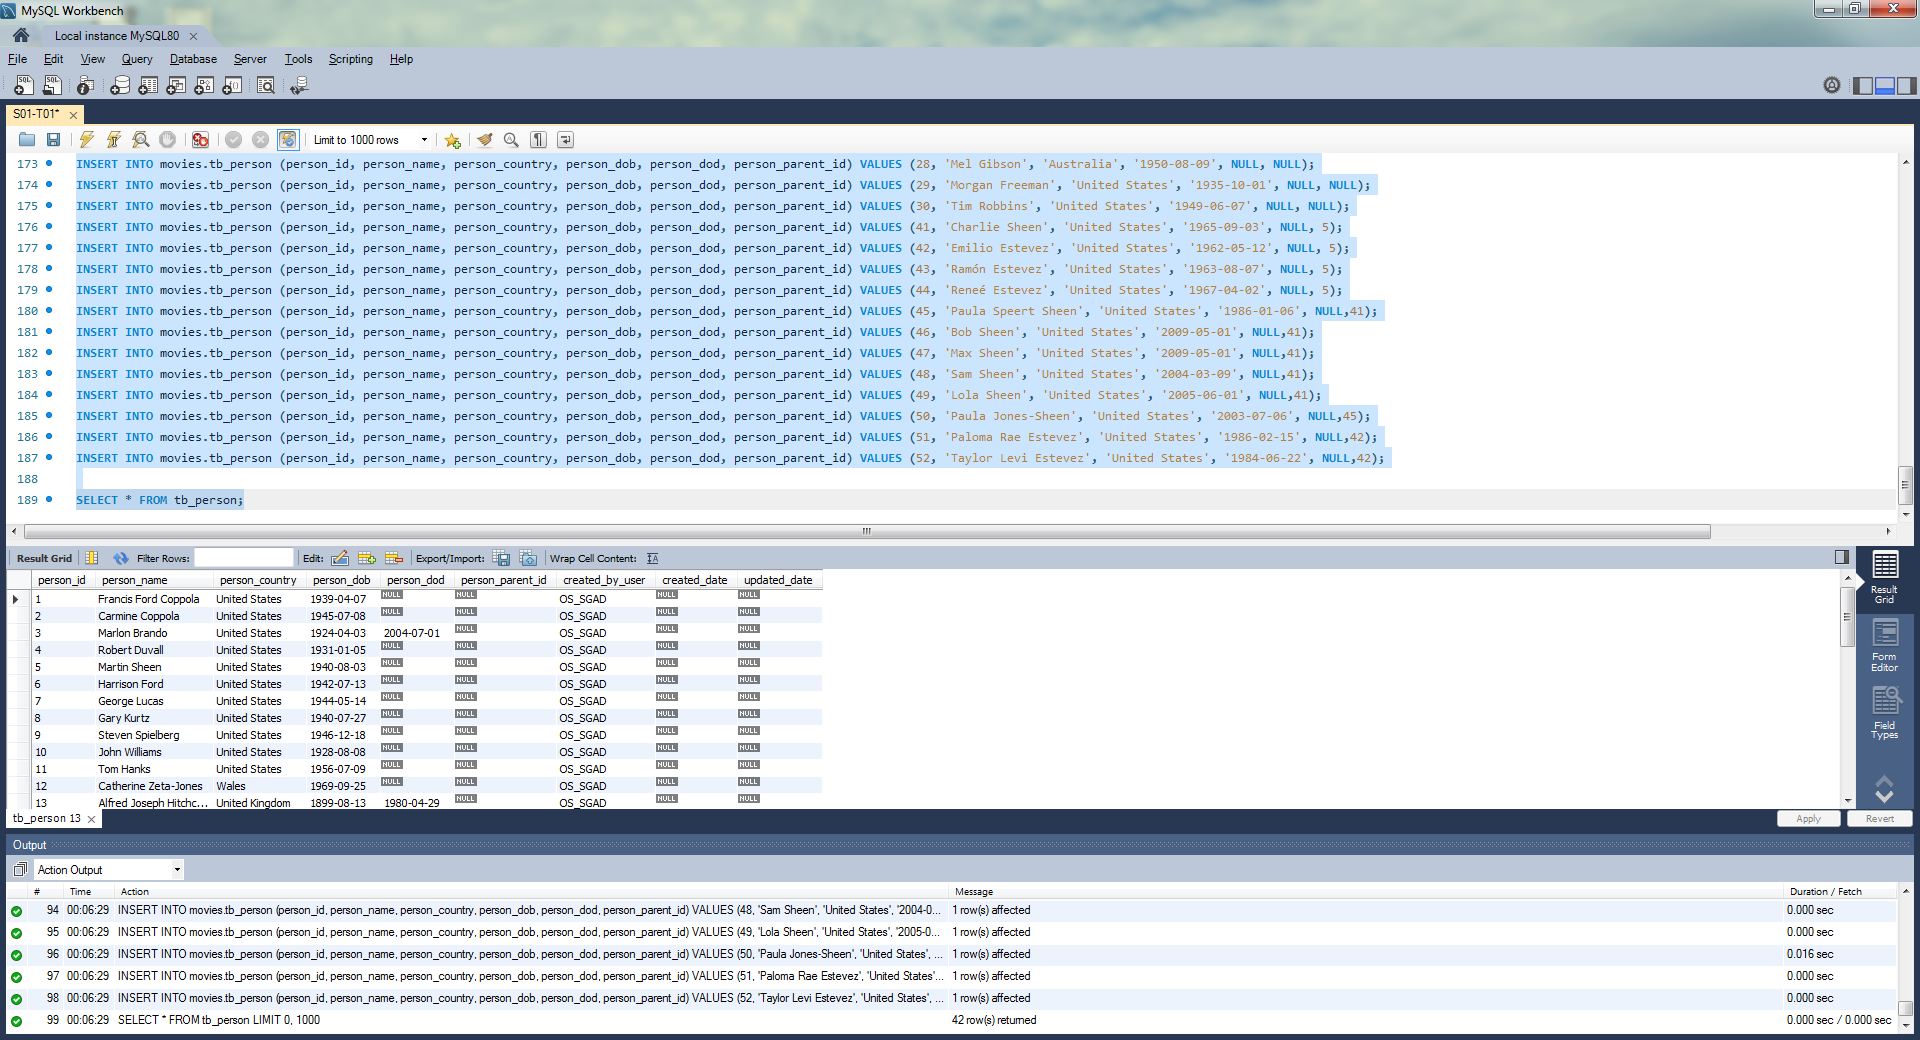 MySQL Workbench
Local instance MySQL80
File Edit View Query Database Server Tools Scripting Help
S01-T01*
Limit to 1000 rows
173 INSERT INTO movies.tb_person (person_id, person_name, person_country, person_dob, person_dod, person_parent_id) VALUES (28, 'Mel Gibson', 'Australia', '1950-08-09', NULL, NULL);
174 INSERT INTO movies.tb_person (person_id, person_name, person_country, person_dob, person_dod, person_parent_id) VALUES (29, 'Morgan Freeman', 'United States', '1935-10-01', NULL, NULL);
175 INSERT INTO movies.tb_person (person_id, person_name, person_country, person_dob, person_dod, person_parent_id) VALUES (30, 'Tim Robbins', 'United States', '1949-06-07', NULL, NULL);
176 INSERT INTO movies.tb_person (person_id, person_name, person_country, person_dob, person_dod, person_parent_id) VALUES (41, 'Charlie Sheen', 'United States', '1965-09-03', NULL, 5);
177 INSERT INTO movies.tb_person (person_id, person_name, person_country, person_dob, person_dod, person_parent_id) VALUES (42, 'Emilio Estevez', 'United States', '1962-05-12', NULL, 5);
178 INSERT INTO movies.tb_person (person_id, person_name, person_country, person_dob, person_dod, person_parent_id) VALUES (43, 'Ramón Estevez', 'United States', '1963-08-07', NULL, 5);
179 INSERT INTO movies.tb_person (person_id, person_name, person_country, person_dob, person_dod, person_parent_id) VALUES (44, 'Reneé Estevez', 'United States', '1967-04-02', NULL, 5);
180 INSERT INTO movies.tb_person (person_id, person_name, person_country, person_dob, person_dod, person_parent_id) VALUES (45, 'Paula Speert Sheen', 'United States', '1986-01-06', NULL,41);
181 INSERT INTO movies.tb_person (person_id, person_name, person_country, person_dob, person_dod, person_parent_id) VALUES (46, 'Bob Sheen', 'United States', '2009-05-01', NULL,41);
182 INSERT INTO movies.tb_person (person_id, person_name, person_country, person_dob, person_dod, person_parent_id) VALUES (47, 'Max Sheen', 'United States', '2009-05-01', NULL,41);
183 INSERT INTO movies.tb_person (person_id, person_name, person_country, person_dob, person_dod, person_parent_id) VALUES (48, 'Sam Sheen', 'United States', '2004-03-09', NULL,41);
184 INSERT INTO movies.tb_person (person_id, person_name, person_country, person_dob, person_dod, person_parent_id) VALUES (49, 'Lola Sheen', 'United States', '2005-06-01', NULL,41);
185 INSERT INTO movies.tb_person (person_id, person_name, person_country, person_dob, person_dod, person_parent_id) VALUES (50, 'Paula Jones-Sheen', 'United States', '2003-07-06', NULL,45);
186 INSERT INTO movies.tb_person (person_id, person_name, person_country, person_dob, person_dod, person_parent_id) VALUES (51, 'Paloma Rae Estevez', 'United States', '1986-02-15', NULL,42);
187 INSERT INTO movies.tb_person (person_id, person_name, person_country, person_dob, person_dod, person_parent_id) VALUES (52, 'Taylor Levi Estevez', 'United States', '1984-06-22', NULL,42);
188
189 SELECT * FROM tb_person;
Result Grid Filter Rows: Edit: Export/Import: Wrap Cell Content:
person_id person_name person_country person_dob person_dod person_parent_id created_by_user created_date updated_date
1 Francis Ford Coppola United States 1939-04-07 NULL NULL OS_SGAD NULL NULL
2 Carmine Coppola United States 1945-07-08 NULL NULL OS_SGAD NULL NULL
3 Marlon Brando United States 1924-04-03 2004-07-01 NULL OS_SGAD NULL NULL
4 Robert Duvall United States 1931-01-05 NULL NULL OS_SGAD NULL NULL
5 Martin Sheen United States 1940-08-03 NULL NULL OS_SGAD NULL NULL
6 Harrison Ford United States 1942-07-13 NULL NULL OS_SGAD NULL NULL
7 George Lucas United States 1944-05-14 NULL NULL OS_SGAD NULL NULL
8 Gary Kurtz United States 1940-07-27 NULL NULL OS_SGAD NULL NULL
9 Steven Spielberg United States 1946-12-18 NULL NULL OS_SGAD NULL NULL
10 John Williams United States 1928-08-08 NULL NULL OS_SGAD NULL NULL
11 Tom Hanks United States 1956-07-09 NULL NULL OS_SGAD NULL NULL
12 Catherine Zeta-Jones Wales 1969-09-25 NULL NULL OS_SGAD NULL NULL
13 Alfred Joseph Hitchc... United Kingdom 1899-08-13 1980-04-29 NULL OS_SGAD NULL NULL
Result
Grid
Form
Editor
Field
Types
tb_person 13
Apply Revert
Output
Action Output
# Time Action Message Duration / Fetch
94 00:06:29 INSERT INTO movies.tb_person (person_id, person_name, person_country, person_dob, person_dod, person_parent_id) VALUES (48, 'Sam Sheen', 'United States', '2004-0... 1 row(s) affected 0.000 sec
95 00:06:29 INSERT INTO movies.tb_person (person_id, person_name, person_country, person_dob, person_dod, person_parent_id) VALUES (49, 'Lola Sheen', 'United States', '2005-0... 1 row(s) affected 0.000 sec
96 00:06:29 INSERT INTO movies.tb_person (person_id, person_name, person_country, person_dob, person_dod, person_parent_id) VALUES (50, 'Paula Jones-Sheen', 'United States', ... 1 row(s) affected 0.016 sec
97 00:06:29 INSERT INTO movies.tb_person (person_id, person_name, person_country, person_dob, person_dod, person_parent_id) VALUES (51, 'Paloma Rae Estevez', 'United States'... 1 row(s) affected 0.000 sec
98 00:06:29 INSERT INTO movies.tb_person (person_id, person_name, person_country, person_dob, person_dod, person_parent_id) VALUES (52, 'Taylor Levi Estevez', 'United States', ... 1 row(s) affected 0.000 sec
99 00:06:29 SELECT * FROM tb_person LIMIT 0, 1000 42 row(s) returned 0.000 sec / 0.000 sec